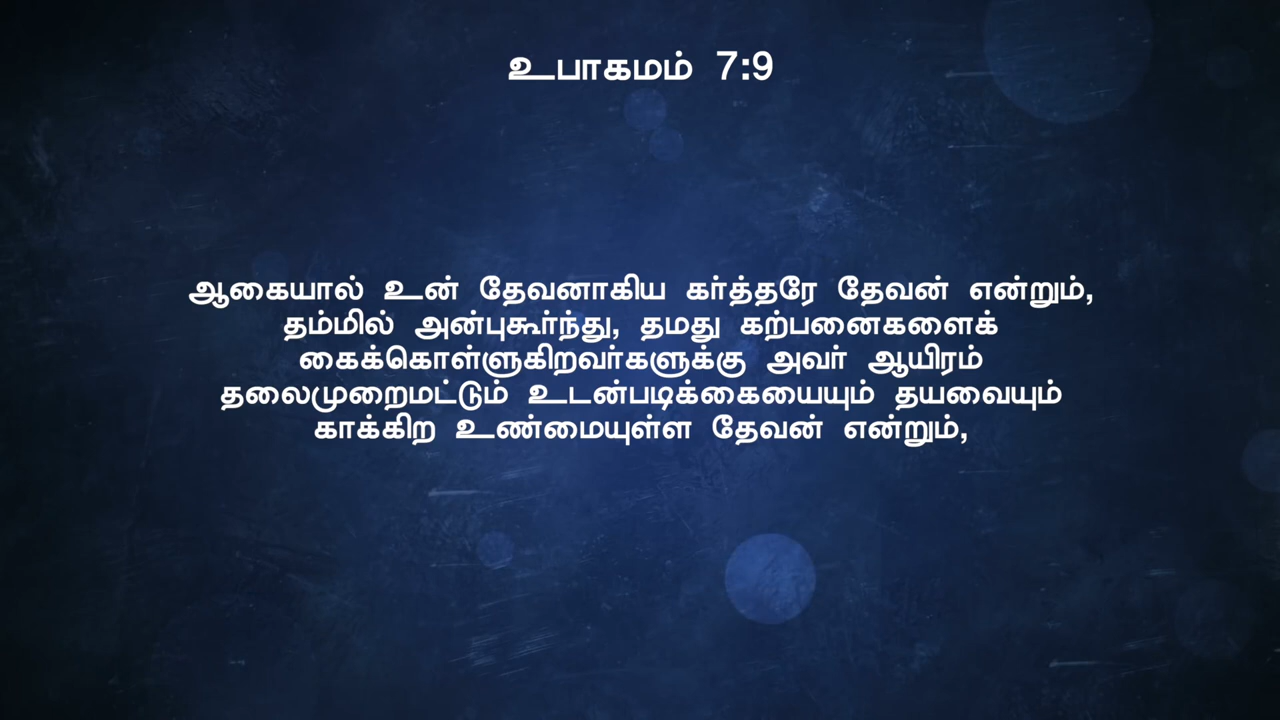 உபாகமம் 7:9
ஆகையால் உன் தேவனாகிய கர்த்தரே தேவன் என்றும்,
தம்மில் அன்புகூர்ந்து, தமது கற்பனைகளைக்
கைக்கொள்ளுகிறவர்களுக்கு அவர் ஆயிரம்
தலைமுறைமட்டும் உடன்படிக்கையையும் தயவையும்
காக்கிற உண்மையுள்ள தேவன் என்றும்,